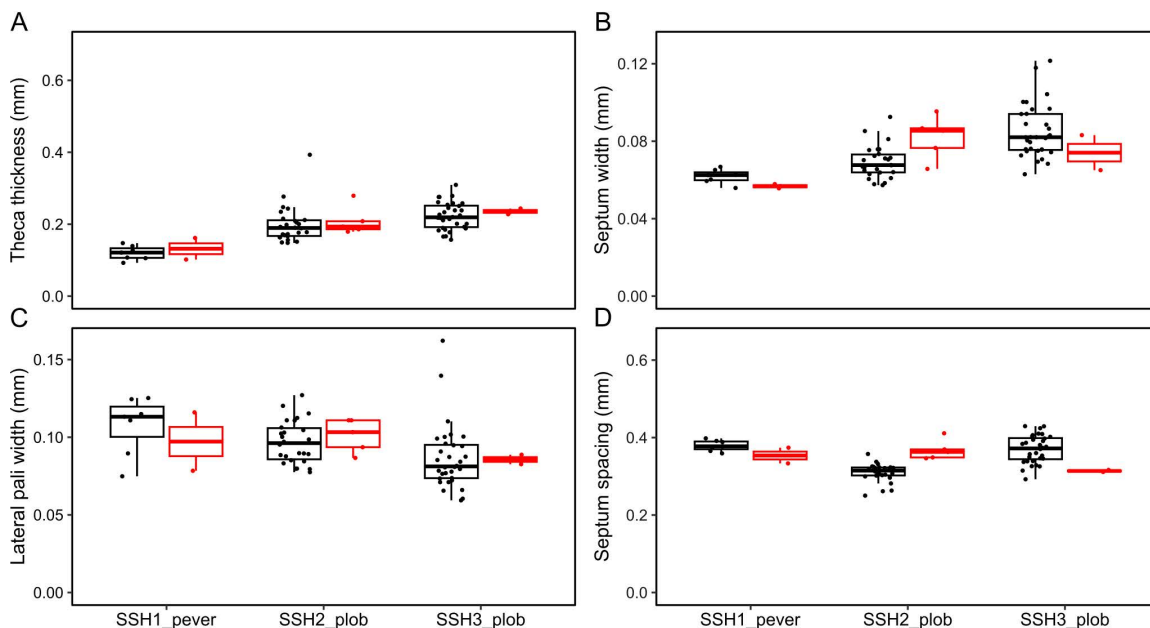 A
Theca thickness (mm)
0.6
0.4
0.2
0.0
B
Septum width (mm)
0.12
0.08
0.04
0.00
C
Lateral pali width (mm)
0.15
0.10
0.05
0.00
SSH1_pever
SSH2_plob
SSH3_plob
D
Septum spacing (mm)
0.6
0.4
0.2
0.0
SSH1_pever
SSH2_plob
SSH3_plob